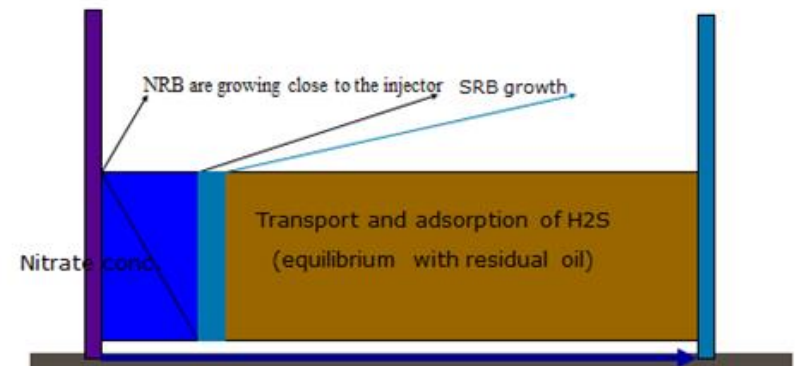 NRB are growing close to the injector
SRB growth
Transport and adsorption of H2S
(equilibrium with residual oil)
Nitrate conc.